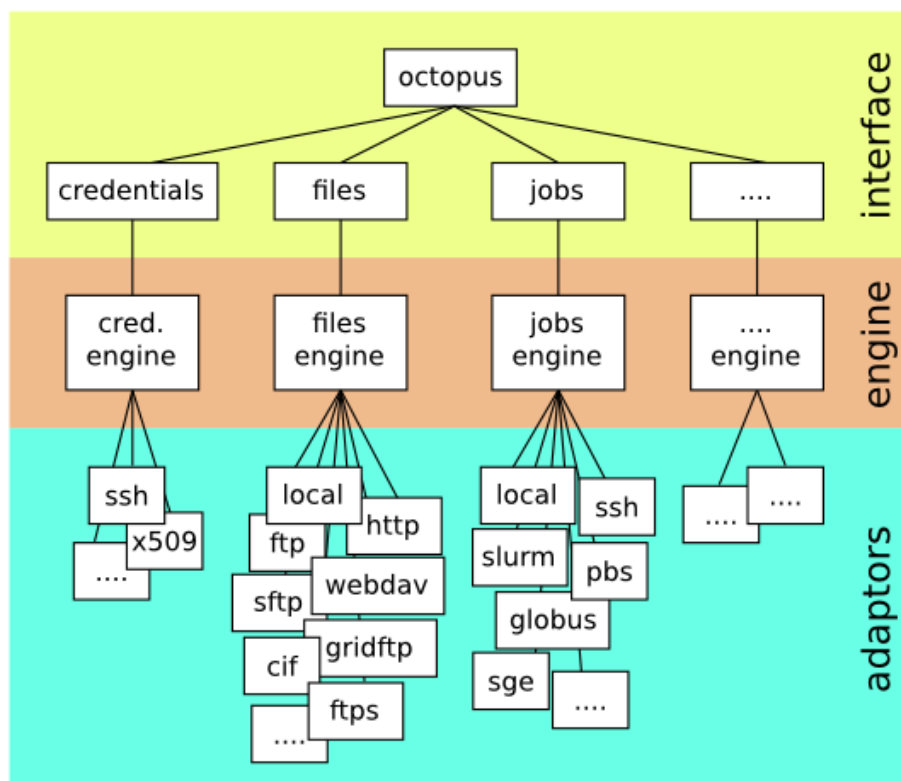 octopus
credentials
files
jobs
....
interface
cred.
engine
files
engine
jobs
engine
....
engine
engine
ssh
x509
....
local
http
ftp
webdav
sftp
gridftp
cif
ftps
....
local
ssh
slurm
pbs
globus
sge
....
....
....
adaptors